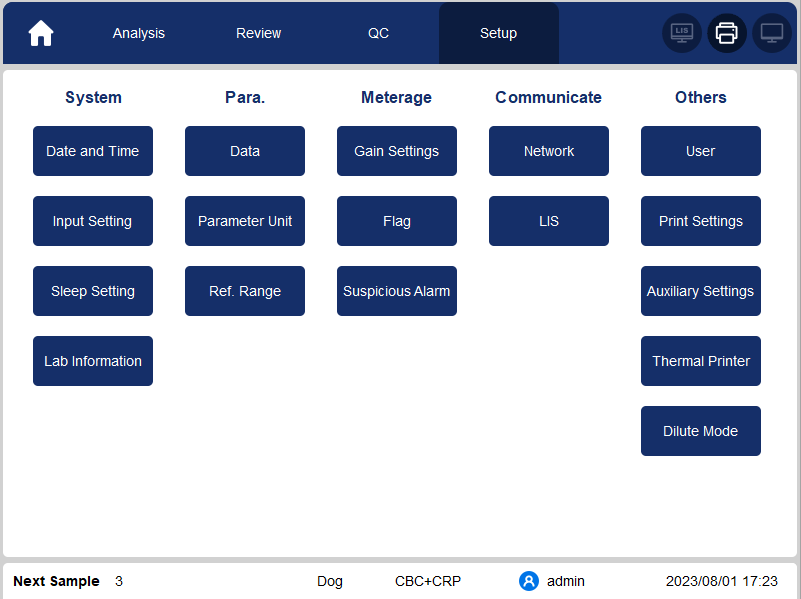 Analysis Review QC Setup LIS
System Para. Meterage Communicate Others
Date and Time Data Gain Settings Network User
Input Setting Parameter Unit Flag LIS Print Settings
Sleep Setting Ref. Range Suspicious Alarm Auxiliary Settings
Lab Information Thermal Printer
Dilute Mode
Next Sample 3 Dog CBC+CRP admin 2023/08/01 17:23